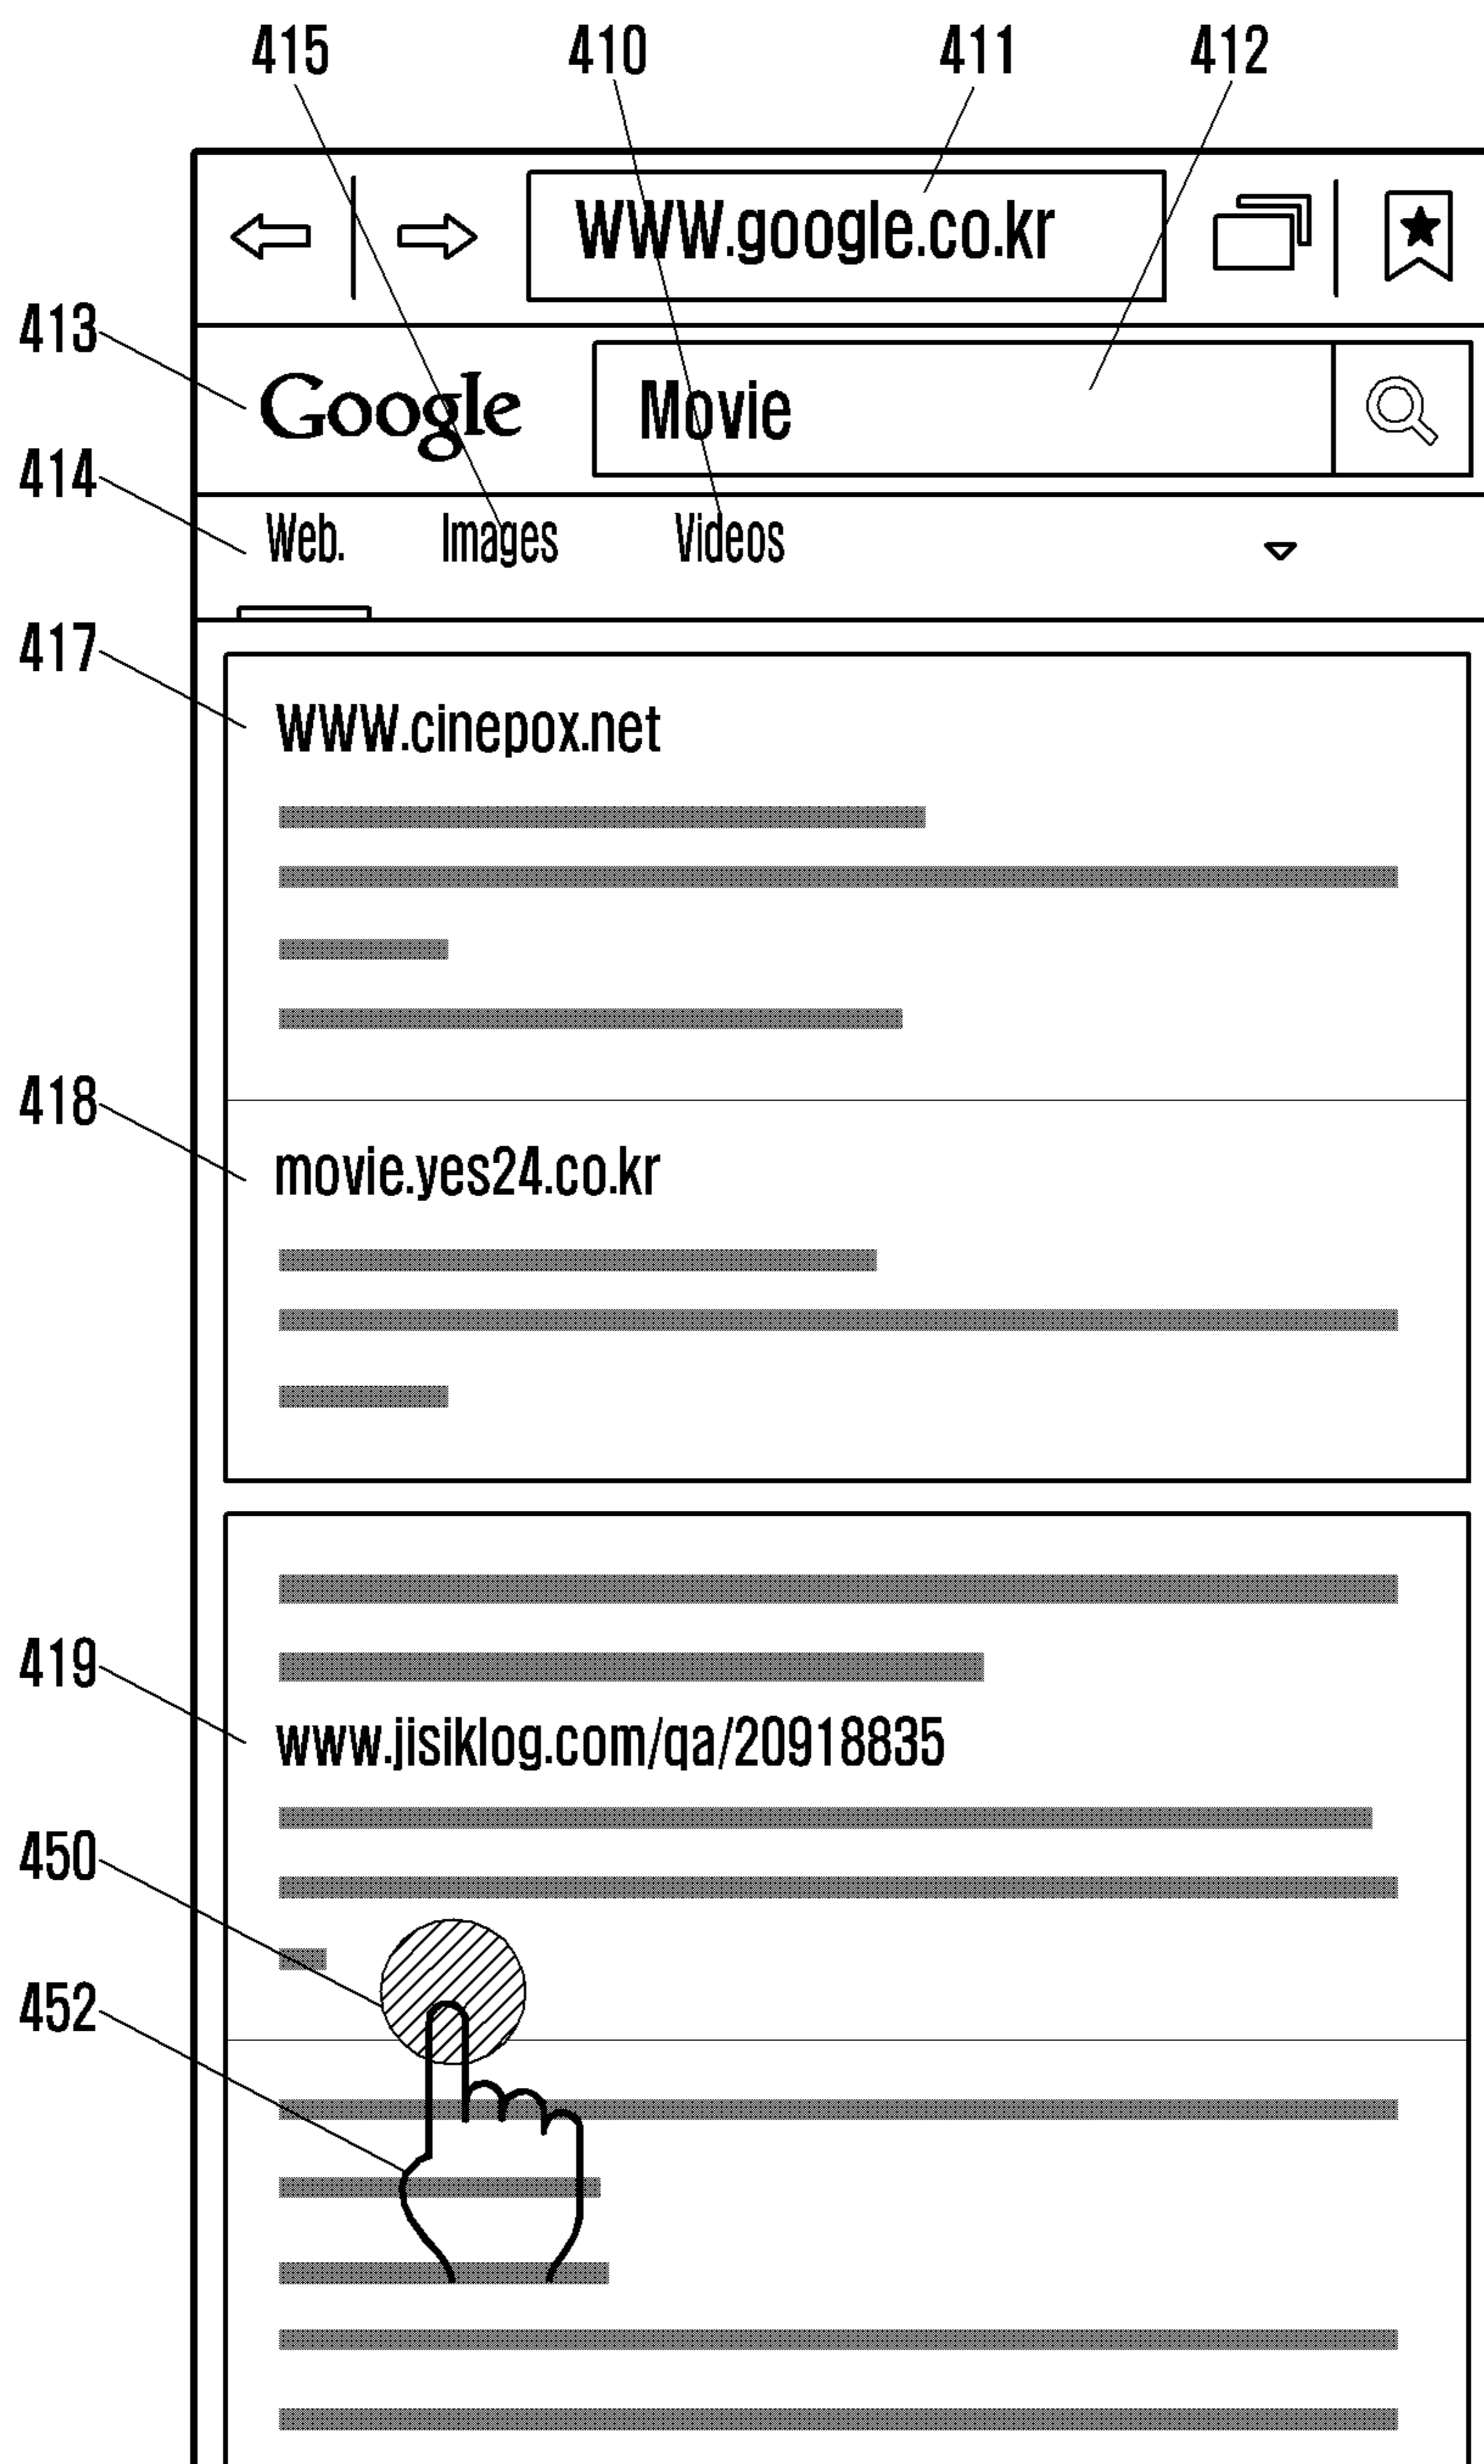 415 410 411 412
WWW.google.co.kr
413
Google Movie
414
Web. Images Videos
417
WWW.cinepox.net
418
movie.yes24.co.kr
419
www.jisiklog.com/qa/20918835
450
452